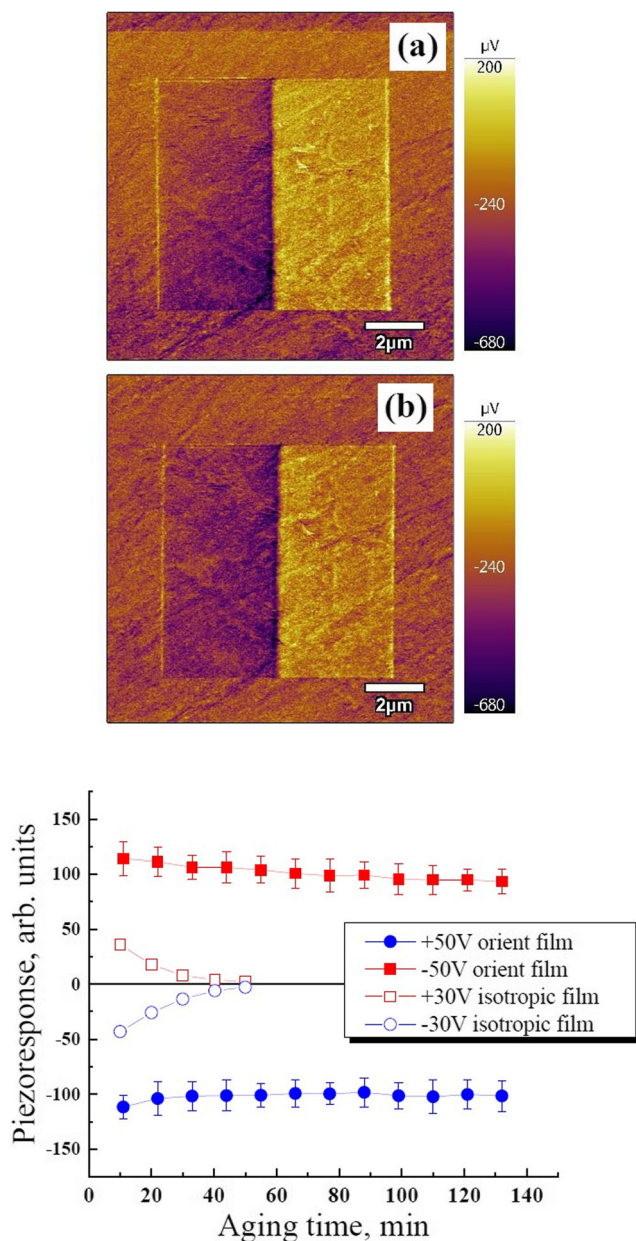 (a)
µV
200
-240
-680
2µm
(b)
µV
200
-240
-680
2µm
150
100
50
0
-50
-100
-150
Piezoresponse, arb. units
+50V orient film
-50V orient film
+30V isotropic film
-30V isotropic film
0 20 40 60 80 100 120 140
Aging time, min